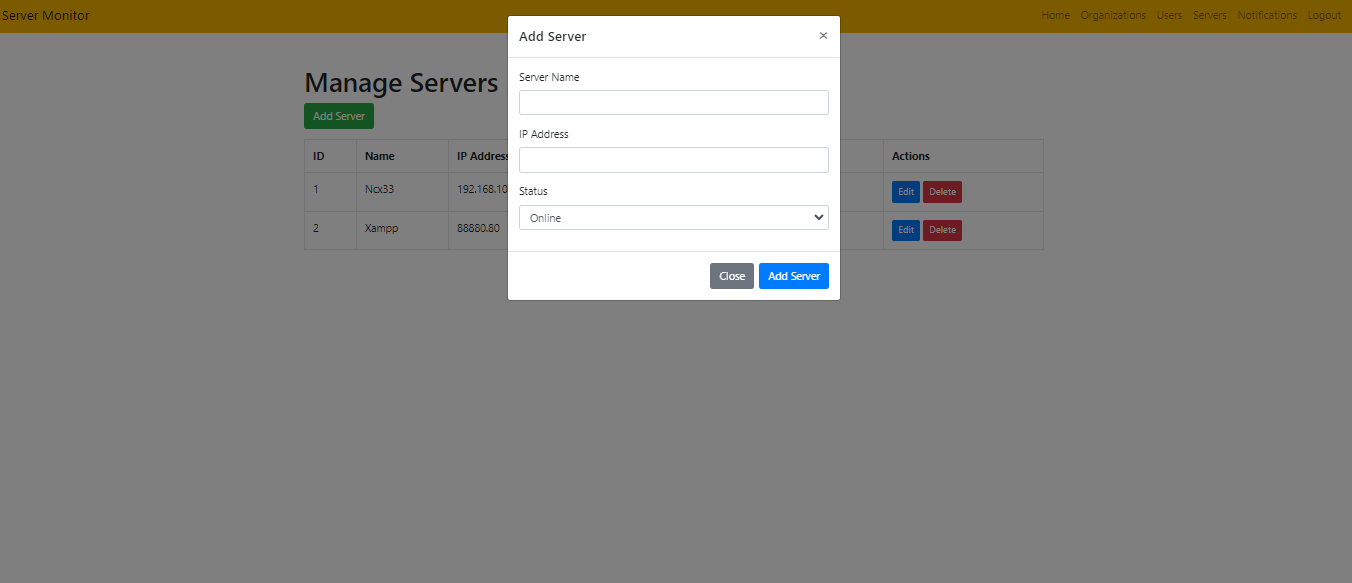 Server Monitor
Home Organizations Users Servers Notifications Logout
Manage Servers
Add Server
ID Name IP Address Actions
1 Ncx33 192.168.10 Edit Delete
2 Xampp 88880.80 Edit Delete
Add Server ×
Server Name
IP Address
Status
Online
Close Add Server